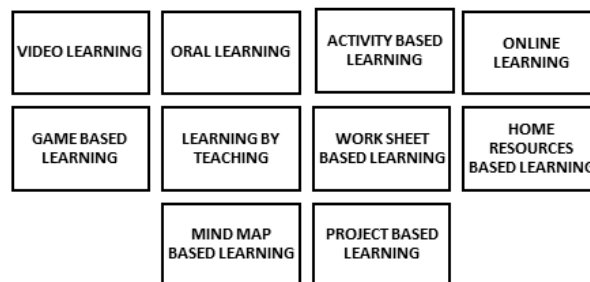 VIDEO LEARNING
ORAL LEARNING
ACTIVITY BASED
LEARNING
ONLINE
LEARNING
GAME BASED
LEARNING
LEARNING BY
TEACHING
WORK SHEET
BASED LEARNING
HOME
RESOURCES
BASED LEARNING
MIND MAP
BASED LEARNING
PROJECT BASED
LEARNING